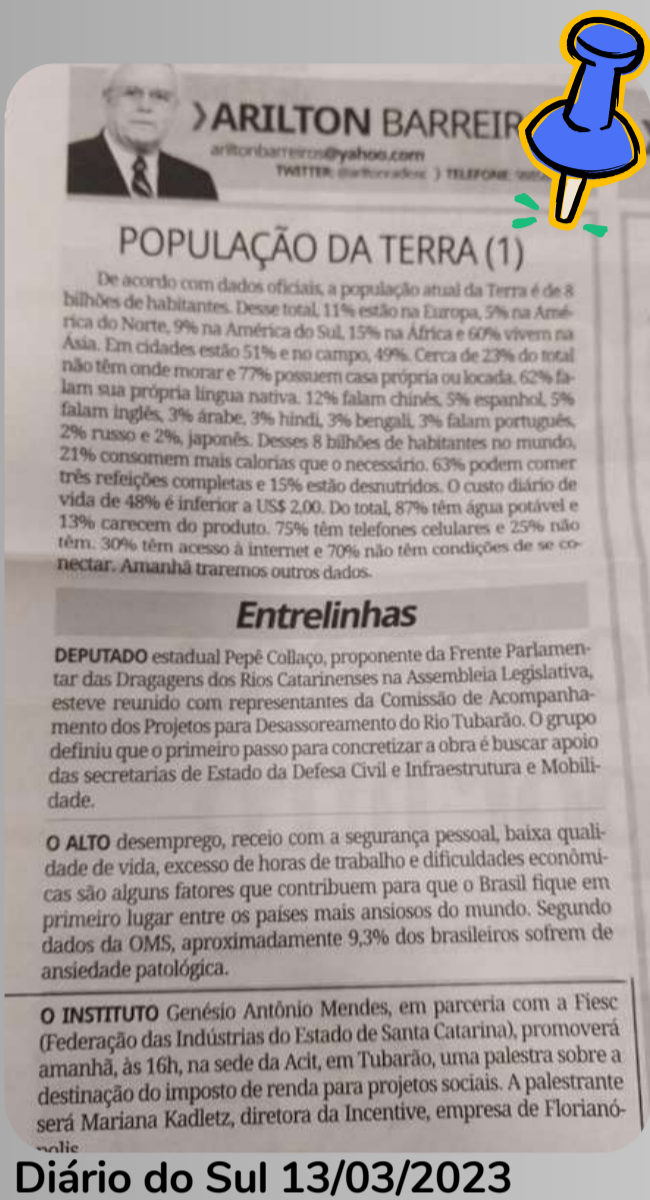 ❯ARILTON BARREIR
ariltonbarreiros@yahoo.com
TWITTER: ❯ TELEFONE:
POPULAÇÃO DA TERRA (1)
De acordo com dados oficiais, a população atual da Terra é de 8
bilhões de habitantes. Desse total, 11% estão na Europa, 5% na Amé-
rica do Norte, 9% na América do Sul, 15% na África e 60% vivem na
Ásia. Em cidades estão 51% e no campo, 49%. Cerca de 23% do total
não têm onde morar e 77% possuem casa própria ou locada. 62% fa-
lam sua própria língua nativa. 12% falam chinês, 5% espanhol, 5%
falam inglês, 3% árabe, 3% hindi, 3% bengali, 3% falam português,
2% russo e 2%, japonês. Desses 8 bilhões de habitantes no mundo,
21% consomem mais calorias que o necessário. 63% podem comer
três refeições completas e 15% estão desnutridos. O custo diário de
vida de 48% é inferior a US$ 2,00. Do total, 87% têm água potável e
13% carecem do produto. 75% têm telefones celulares e 25% não
têm. 30% têm acesso à internet e 70% não têm condições de se co-
nectar. Amanhã traremos outros dados.
Entrelinhas
DEPUTADO estadual Pepê Collaço, proponente da Frente Parlamen-
tar das Dragagens dos Rios Catarinenses na Assembleia Legislativa,
esteve reunido com representantes da Comissão de Acompanha-
mento dos Projetos para Desassoreamento do Rio Tubarão. O grupo
definiu que o primeiro passo para concretizar a obra é buscar apoio
das secretarias de Estado da Defesa Civil e Infraestrutura e Mobili-
dade.
O ALTO desemprego, receio com a segurança pessoal, baixa quali-
dade de vida, excesso de horas de trabalho e dificuldades econômi-
cas são alguns fatores que contribuem para que o Brasil fique em
primeiro lugar entre os países mais ansiosos do mundo. Segundo
dados da OMS, aproximadamente 9,3% dos brasileiros sofrem de
ansiedade patológica.
O INSTITUTO Genésio Antônio Mendes, em parceria com a Fiesc
(Federação das Indústrias do Estado de Santa Catarina), promoverá
amanhã, às 16h, na sede da Acit, em Tubarão, uma palestra sobre a
destinação do imposto de renda para projetos sociais. A palestrante
será Mariana Kadletz, diretora da Incentive, empresa de Florianó-
polis
Diário do Sul 13/03/2023